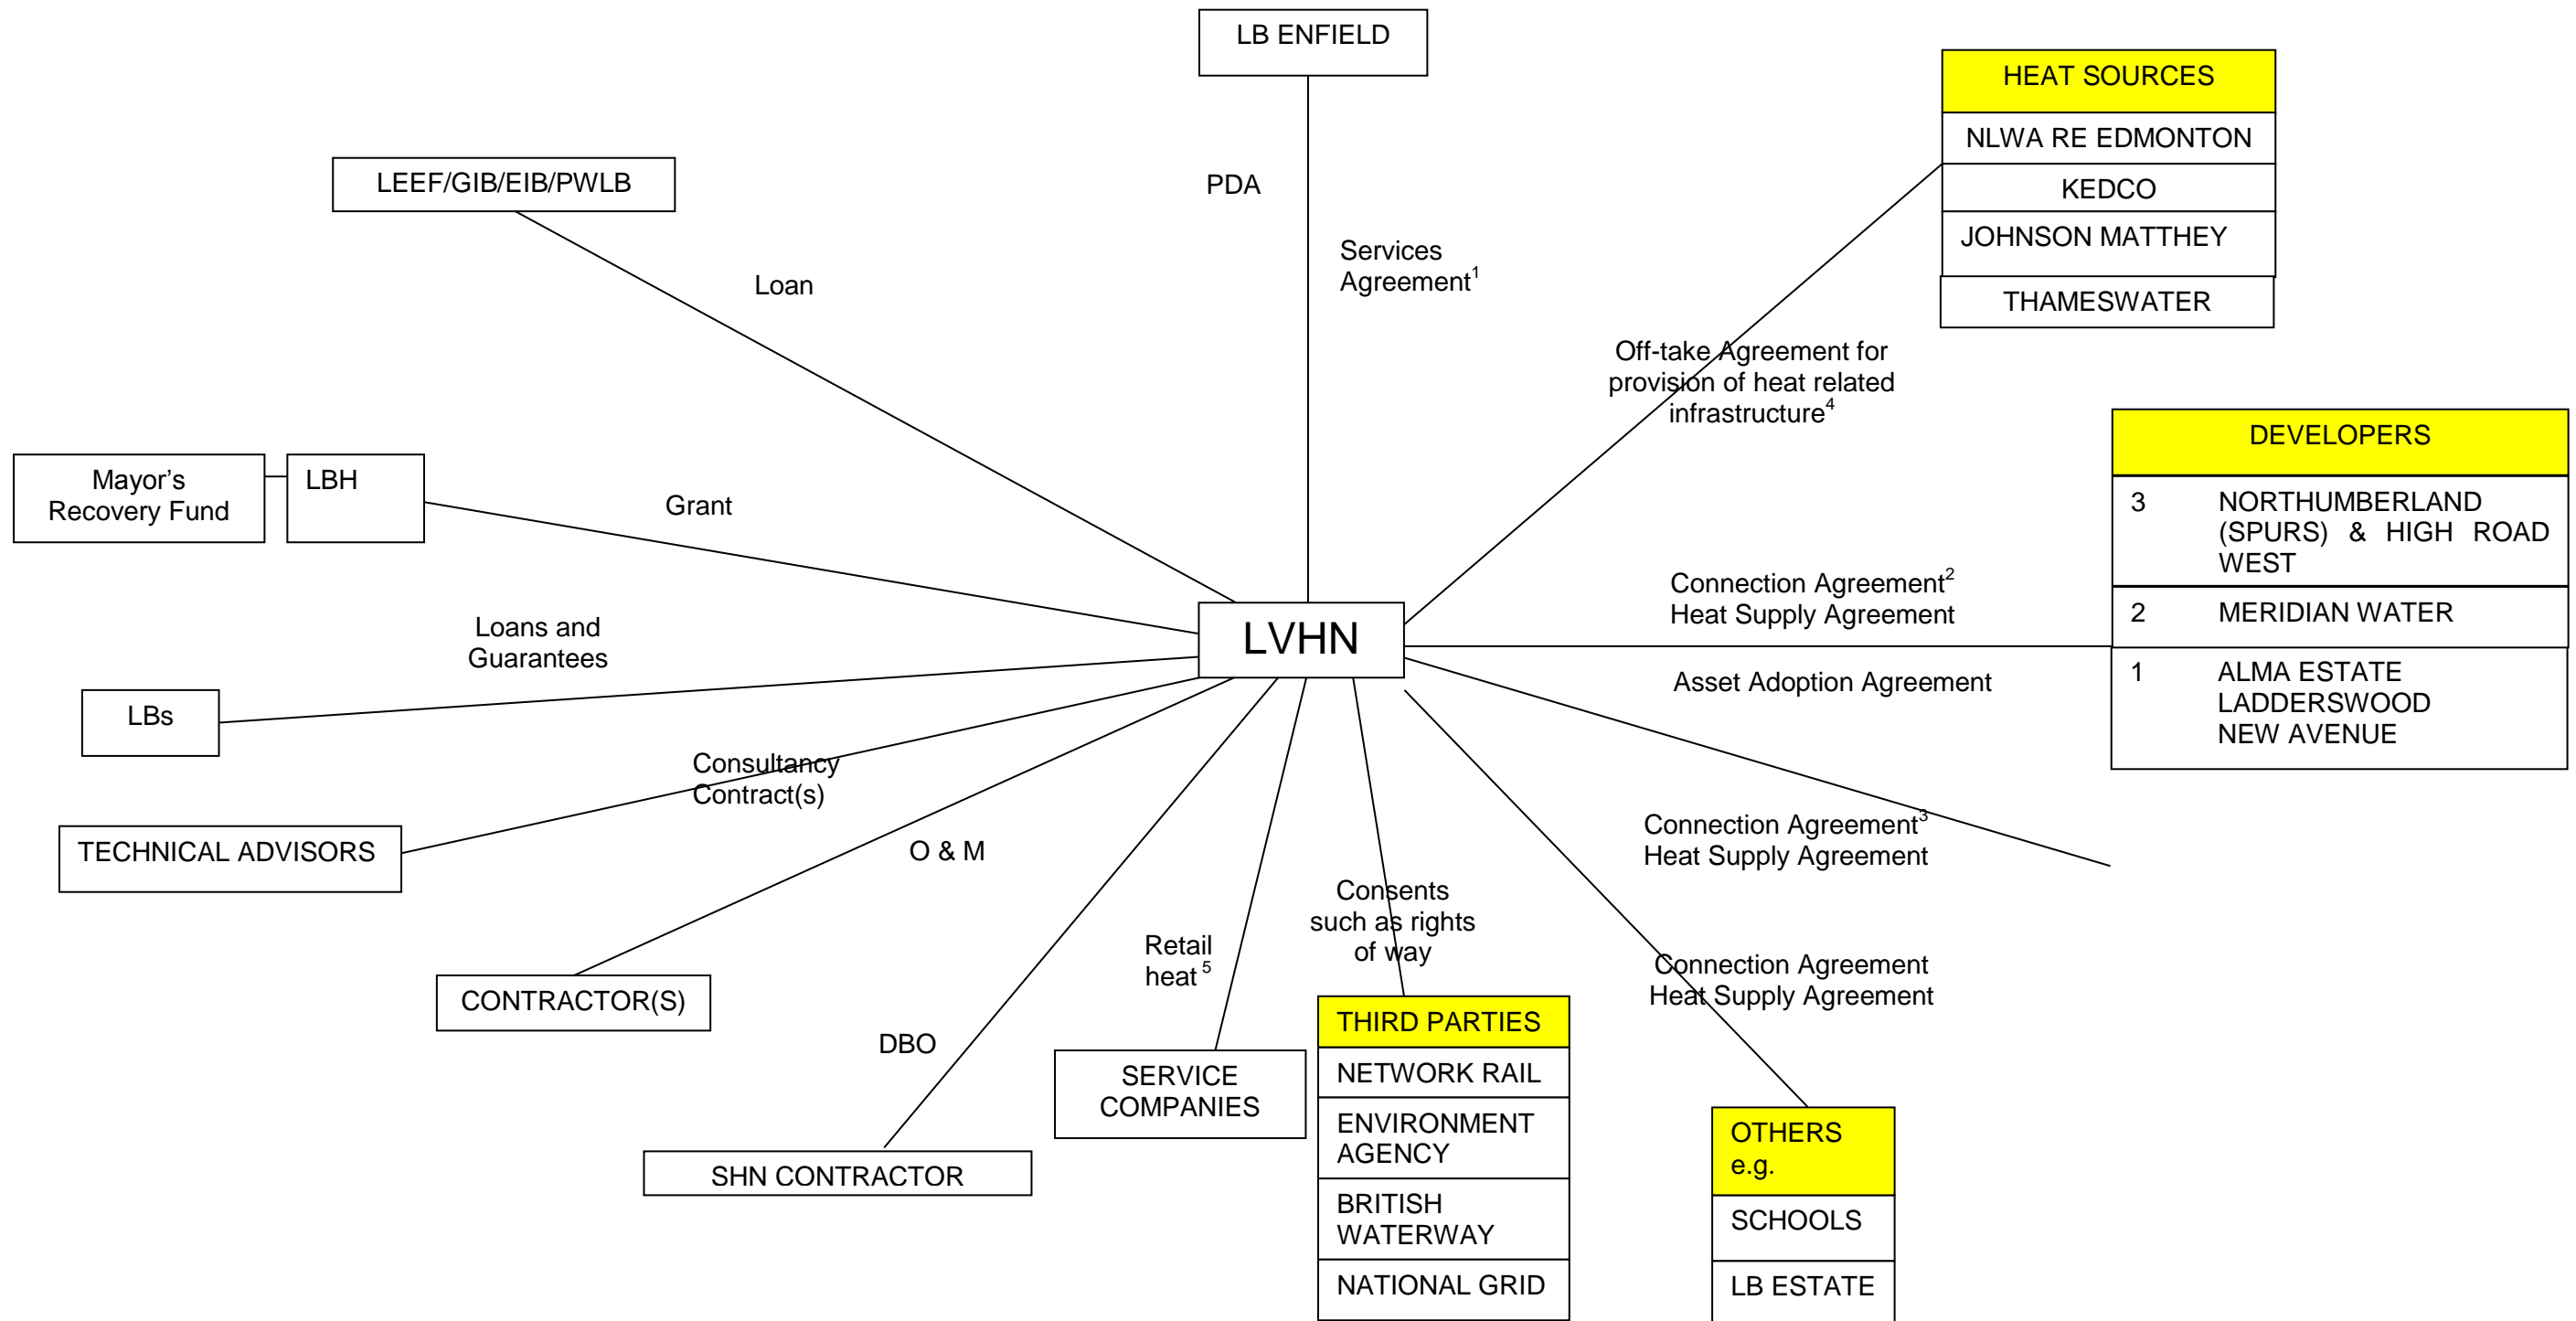 LB ENFIELD
HEAT SOURCES
NLWA RE EDMONTON
KEDCO
JOHNSON MATTHEY
THAMESWATER
LEEF/GIB/EIB/PWLB
PDA
Services
Agreement1
Loan
Off-take Agreement for
provision of heat related
infrastructure4
DEVELOPERS
3 NORTHUMBERLAND
(SPURS) & HIGH ROAD
WEST
2 MERIDIAN WATER
1 ALMA ESTATE
LADDERSWOOD
NEW AVENUE
Mayor's
Recovery Fund
LBH
Grant
Connection Agreement2
Heat Supply Agreement
LVHN
Asset Adoption Agreement
Loans and
Guarantees
LBs
Consultancy
Contract(s)
TECHNICAL ADVISORS
O & M
Connection Agreement3
Heat Supply Agreement
Consents
such as rights
of way
Retail
heat 5
Connection Agreement
Heat Supply Agreement
CONTRACTOR(S)
DBO
THIRD PARTIES
NETWORK RAIL
ENVIRONMENT
AGENCY
BRITISH
WATERWAY
NATIONAL GRID
SERVICE
COMPANIES
SHN CONTRACTOR
OTHERS
e.g.
SCHOOLS
LB ESTATE